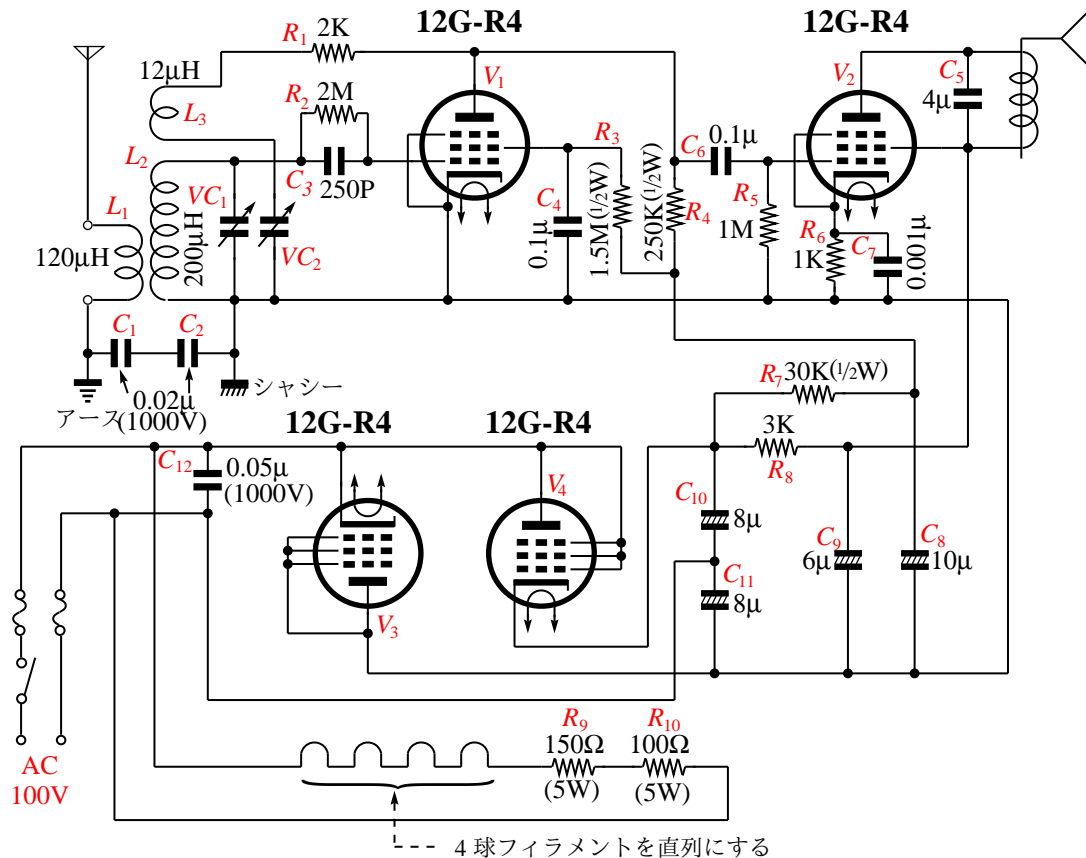 12G-R4
12G-R4
R1
2K
12μH
L3
R2
2M
V1
V2
C5
4μ
L2
C3
250P
R3
C6
0.1μ
L1
VC1
200μH
VC2
120μH
C4
0.1μ
1.5M(1/2W)
250K(1/2W)
R4
R5
1M
R6
1K
C7
0.001μ
C1
C2
アース
0.02μ
(1000V)
シャシー
R7
30K(1/2W)
12G-R4
12G-R4
3K
R8
C12
0.05μ
(1000V)
V4
C10
8μ
C9
6μ
C8
10μ
C11
8μ
V3
AC
100V
R9
150Ω
(5W)
R10
100Ω
(5W)
4球フィラメントを直列にする